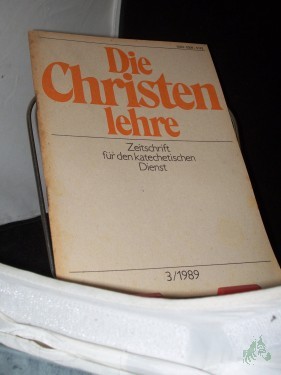 Die
Christen
lehre
Zeitschrift
für den katechetischen
Dienst
3/1989